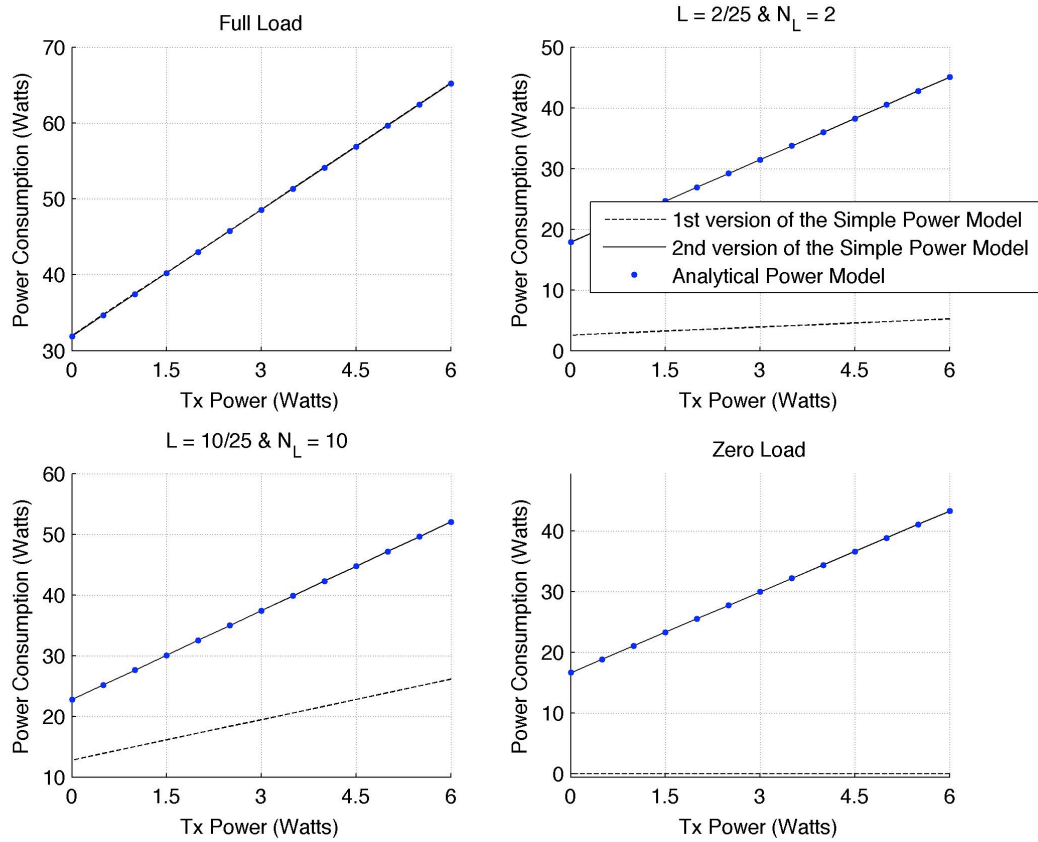 Full Load
Power Consumption (Watts)
70
60
50
40
30
0 1.5 3 4.5 6
Tx Power (Watts)
L = 2/25 & N_L = 2
Power Consumption (Watts)
50
40
30
20
10
0
0 1.5 3 4.5 6
Tx Power (Watts)
1st version of the Simple Power Model
2nd version of the Simple Power Model
Analytical Power Model
L = 10/25 & N_L = 10
Power Consumption (Watts)
60
50
40
30
20
10
0 1.5 3 4.5 6
Tx Power (Watts)
Zero Load
Power Consumption (Watts)
40
30
20
10
0
0 1.5 3 4.5 6
Tx Power (Watts)